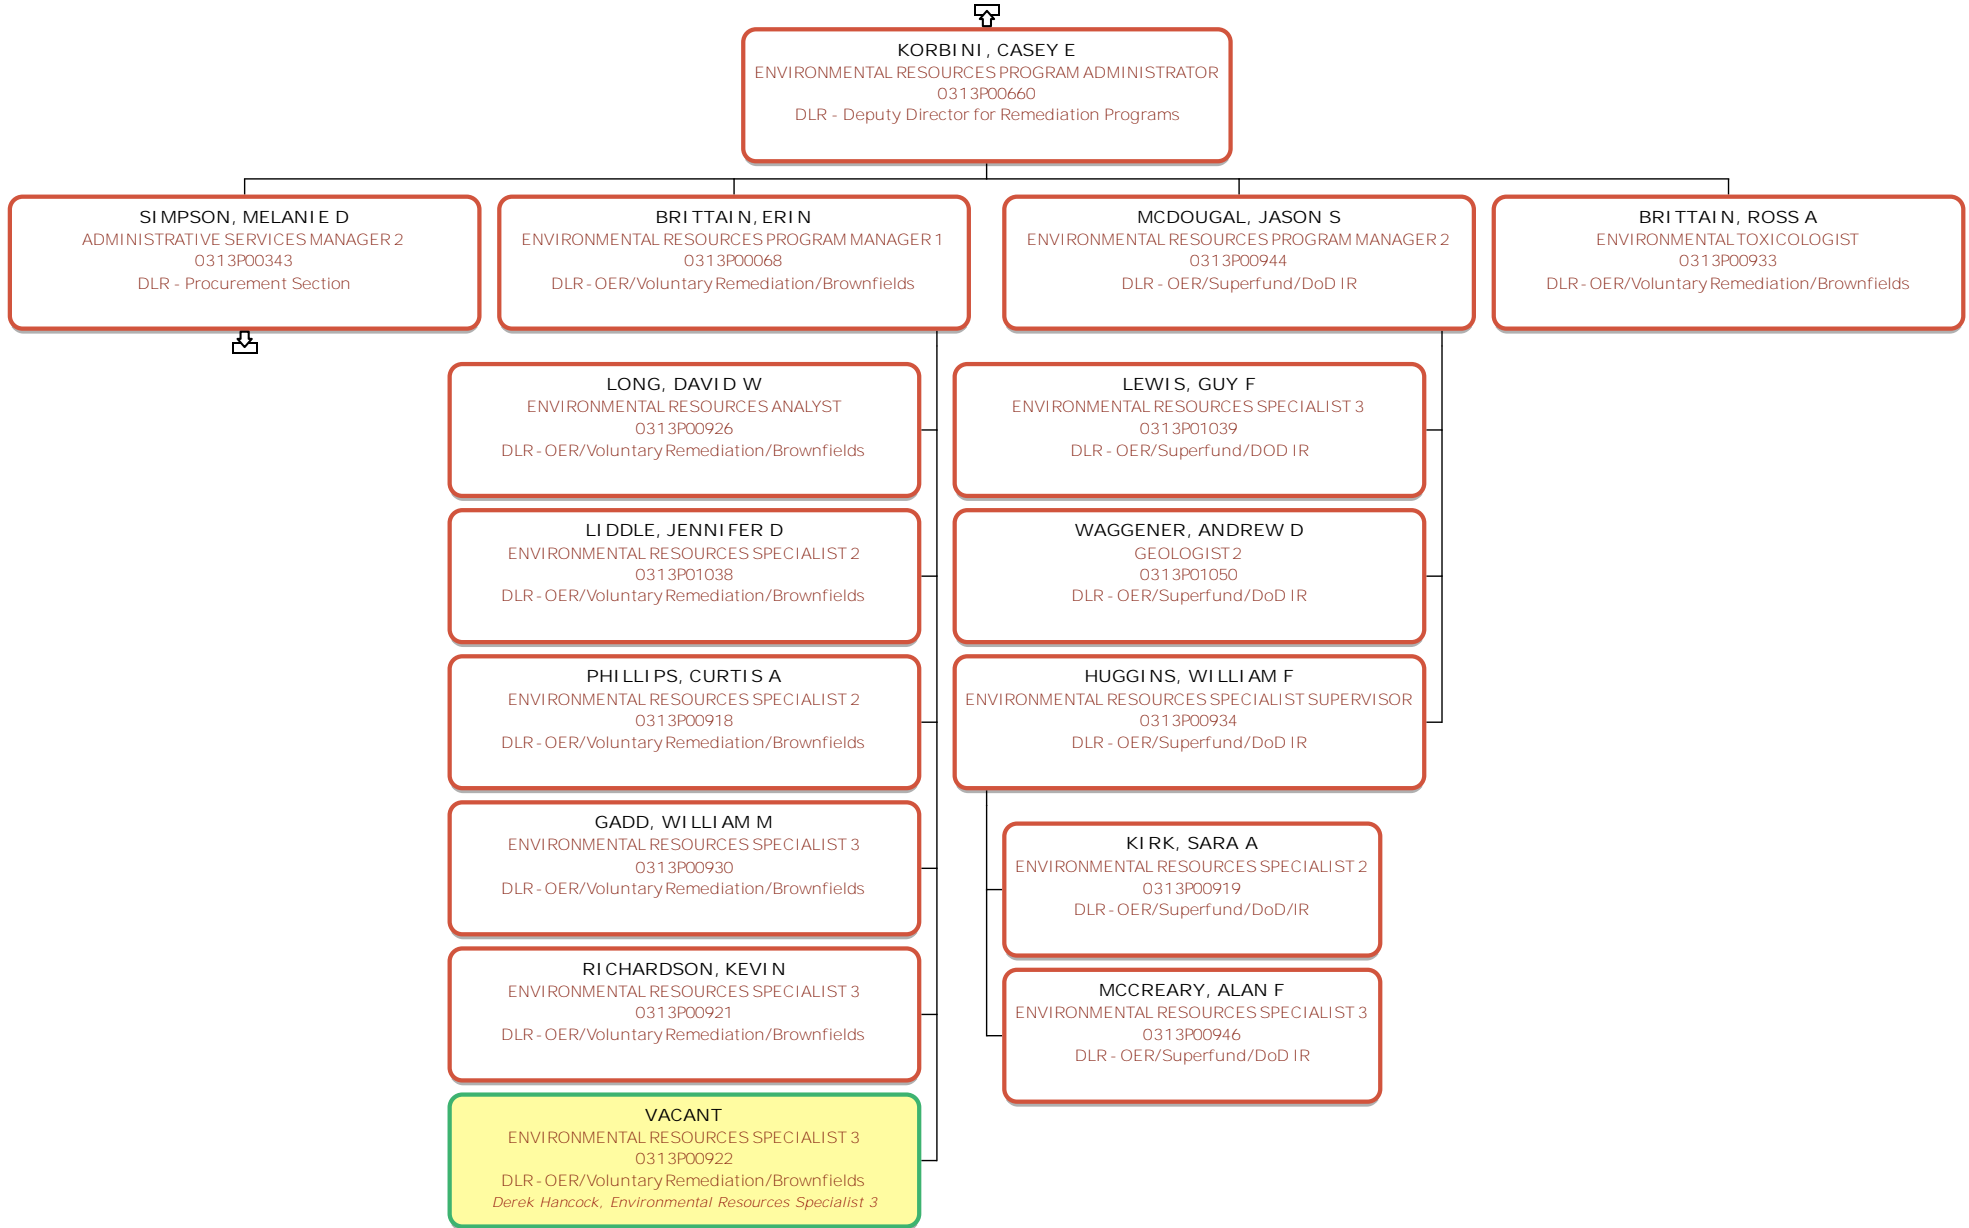 KORBINI, CASEY E
ENVIRONMENTAL RESOURCES PROGRAM ADMINISTRATOR
0313P00660
DLR - Deputy Director for Remediation Programs
SIMPSON, MELANIE D
ADMINISTRATIVE SERVICES MANAGER 2
0313P00343
DLR - Procurement Section
BRITTAIN, ERIN
ENVIRONMENTAL RESOURCES PROGRAM MANAGER 1
0313P00068
DLR - OER/Voluntary Remediation/Brownfields
MCDOUGAL, JASON S
ENVIRONMENTAL RESOURCES PROGRAM MANAGER 2
0313P00944
DLR - OER/Superfund/DoD IR
BRITTAIN, ROSS A
ENVIRONMENTAL TOXICOLOGIST
0313P00933
DLR - OER/Voluntary Remediation/Brownfields
LONG, DAVID W
ENVIRONMENTAL RESOURCES ANALYST
0313P00926
DLR - OER/Voluntary Remediation/Brownfields
LIDDLE, JENNIFER D
ENVIRONMENTAL RESOURCES SPECIALIST 2
0313P01038
DLR - OER/Voluntary Remediation/Brownfields
PHILLIPS, CURTIS A
ENVIRONMENTAL RESOURCES SPECIALIST 2
0313P00918
DLR - OER/Voluntary Remediation/Brownfields
GADD, WILLIAM M
ENVIRONMENTAL RESOURCES SPECIALIST 3
0313P00930
DLR - OER/Voluntary Remediation/Brownfields
RICHARDSON, KEVIN
ENVIRONMENTAL RESOURCES SPECIALIST 3
0313P00921
DLR - OER/Voluntary Remediation/Brownfields
VACANT
ENVIRONMENTAL RESOURCES SPECIALIST 3
0313P00922
DLR - OER/Voluntary Remediation/Brownfields
Derek Hancock, Environmental Resources Specialist 3
LEWIS, GUY F
ENVIRONMENTAL RESOURCES SPECIALIST 3
0313P01039
DLR - OER/Superfund/DOD IR
WAGGENER, ANDREW D
GEOLOGIST 2
0313P01050
DLR - OER/Superfund/DoD IR
HUGGINS, WILLIAM F
ENVIRONMENTAL RESOURCES SPECIALIST SUPERVISOR
0313P00934
DLR - OER/Superfund/DoD IR
KIRK, SARA A
ENVIRONMENTAL RESOURCES SPECIALIST 2
0313P00919
DLR - OER/Superfund/DoD/IR
MCCREARY, ALAN F
ENVIRONMENTAL RESOURCES SPECIALIST 3
0313P00946
DLR - OER/Superfund/DoD IR